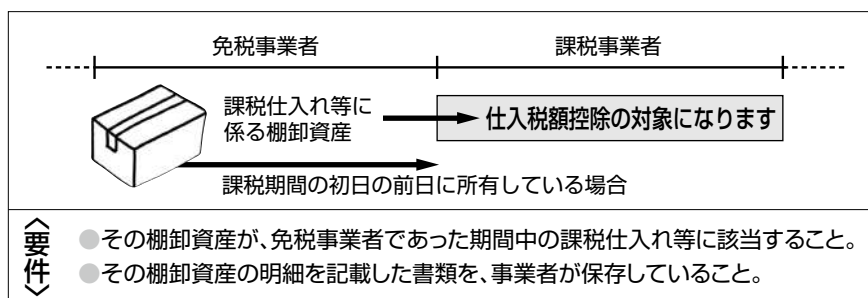 免税事業者
課税事業者
課税仕入れ等に
係る棚卸資産
仕入税額控除の対象になります
課税期間の初日の前日に所有している場合
〈要件〉
●その棚卸資産が、免税事業者であった期間中の課税仕入れ等に該当すること。
●その棚卸資産の明細を記載した書類を、事業者が保存していること。